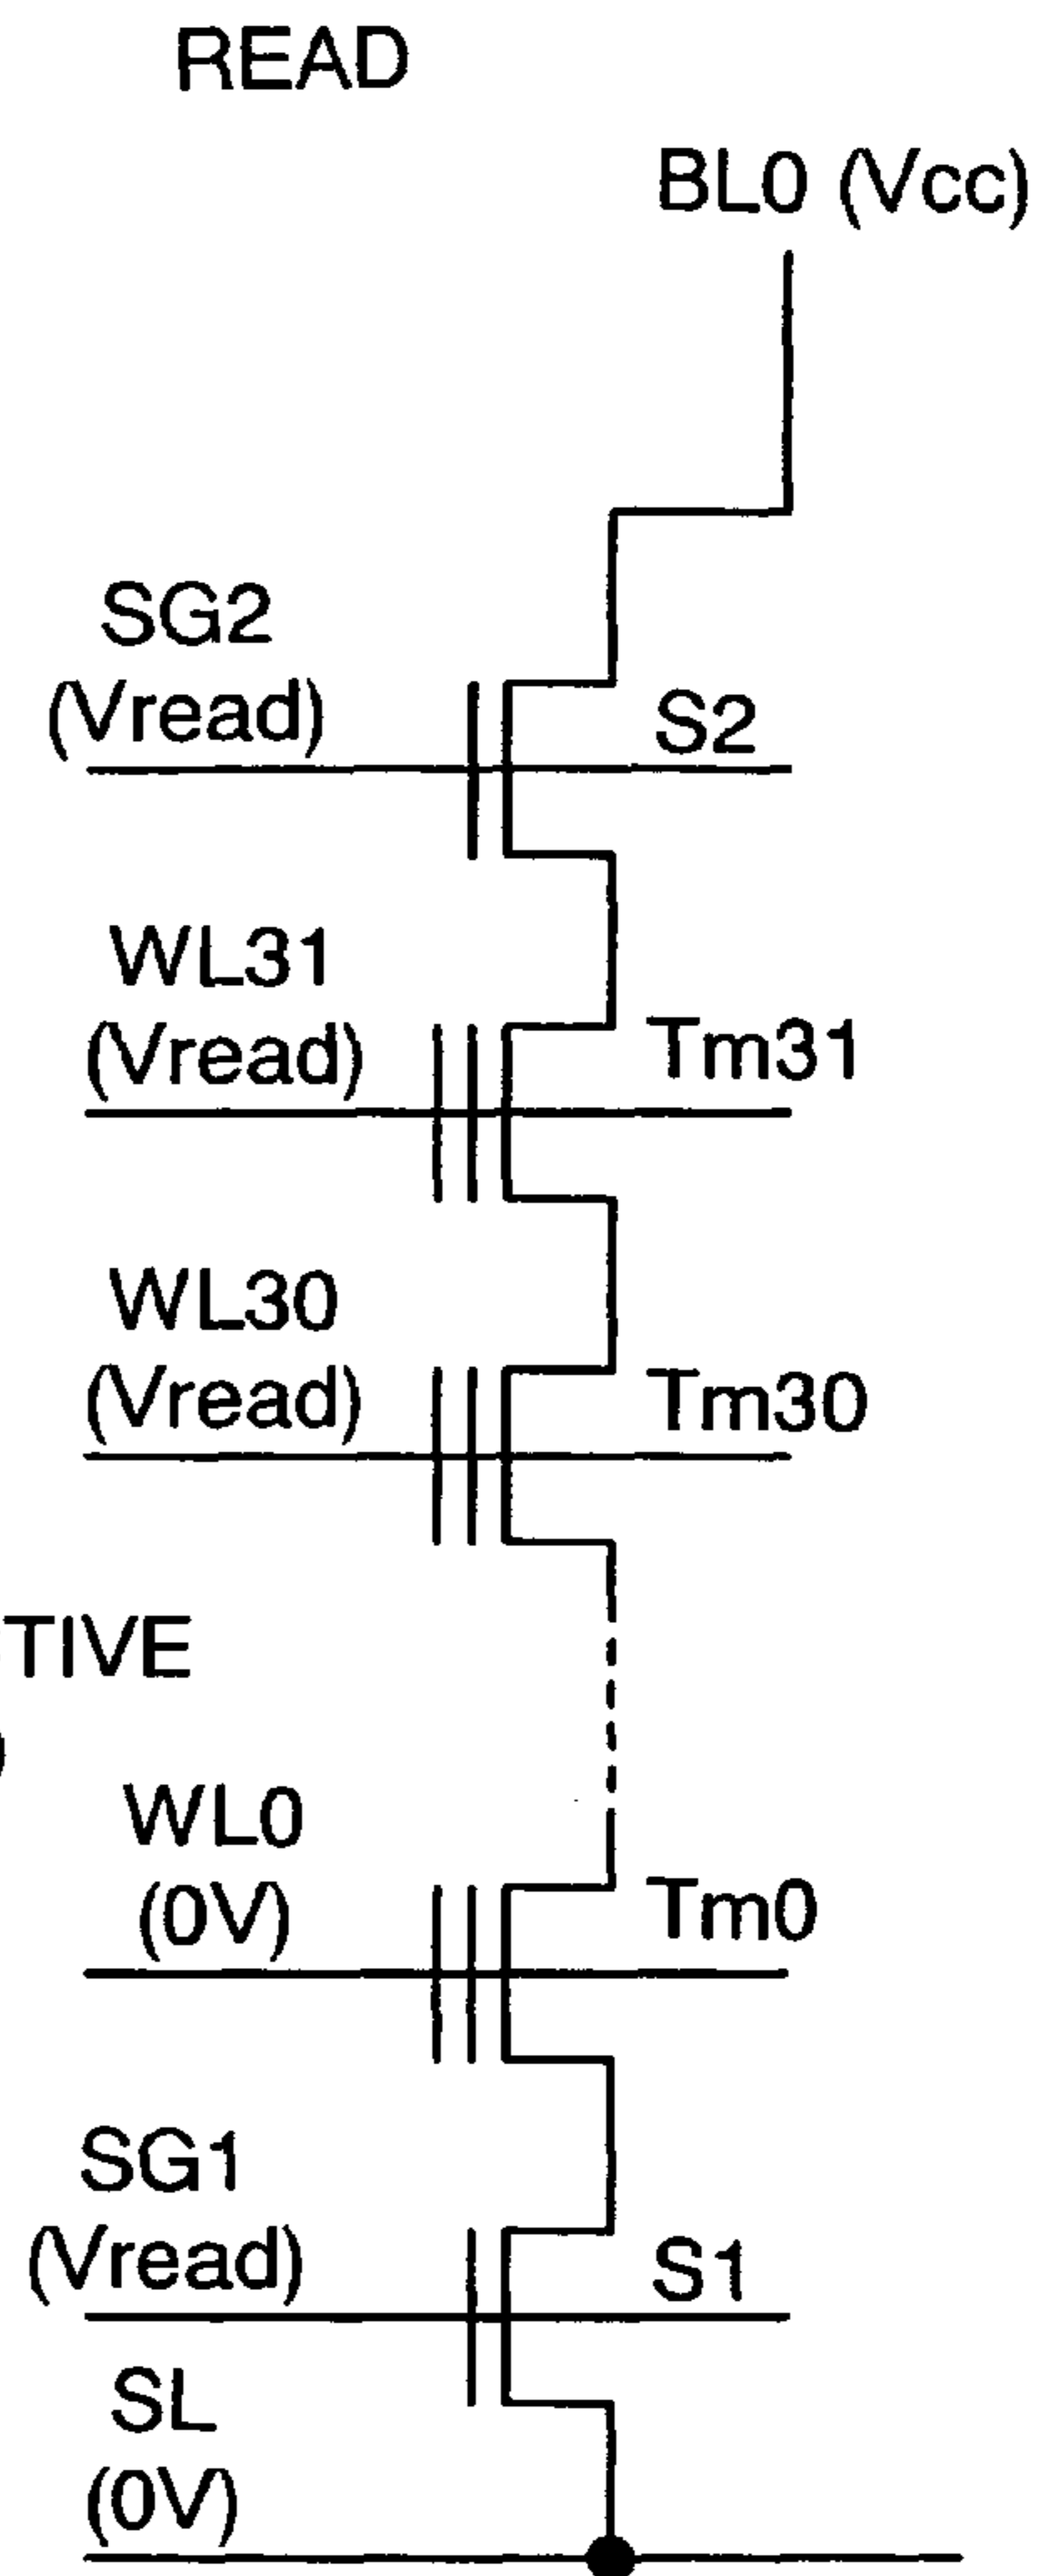 READ
BL0 (Vcc)
SG2
(Vread)
S2
WL31
(Vread)
Tm31
WL30
(Vread)
Tm30
TIVE
)
WL0
(0V)
Tm0
SG1
(Vread)
S1
SL
(0V)